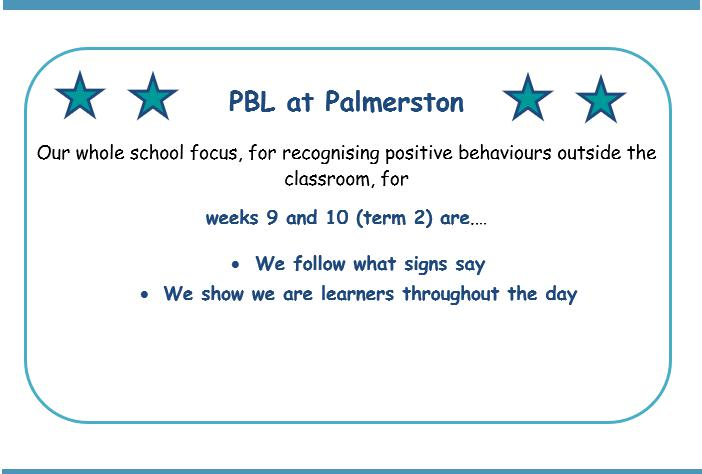 PBL at Palmerston
Our whole school focus, for recognising positive behaviours outside the
classroom, for
weeks 9 and 10 (term 2) are....
• We follow what signs say
• We show we are learners throughout the day